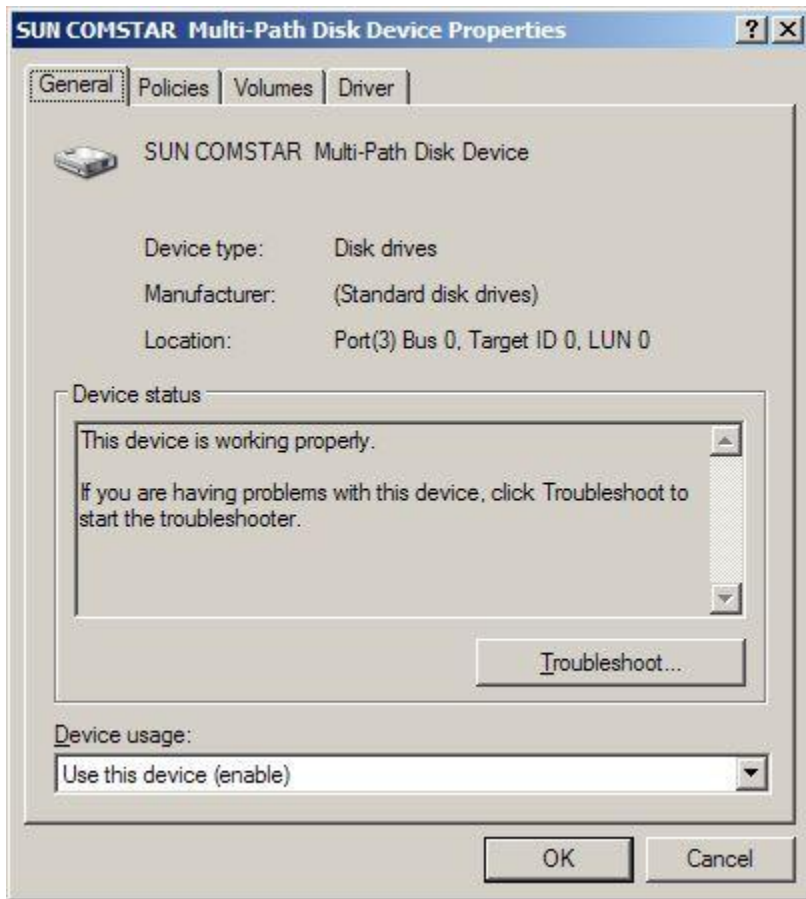 SUN COMSTAR  Multi-Path Disk Device Properties
General Policies Volumes Driver
SUN COMSTAR  Multi-Path Disk Device
Device type: Disk drives
Manufacturer: (Standard disk drives)
Location: Port(3) Bus 0, Target ID 0, LUN 0
Device status
This device is working properly.
If you are having problems with this device, click Troubleshoot to
start the troubleshooter.
Troubleshoot...
Device usage:
Use this device (enable)
OK Cancel